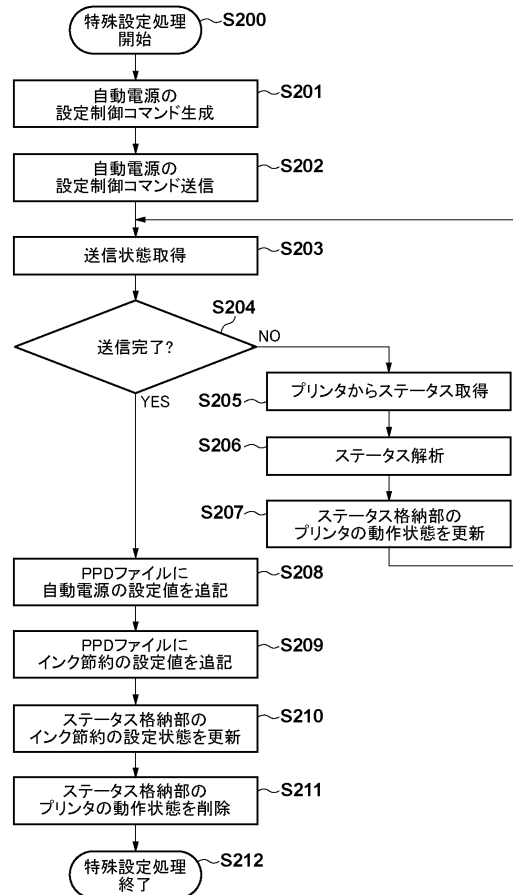 特殊設定処理
開始
S200
自動電源の
設定制御コマンド生成
S201
自動電源の
設定制御コマンド送信
S202
送信状態取得
S203
S204
送信完了?
NO
YES
プリンタからステータス取得
S205
ステータス解析
S206
ステータス格納部の
プリンタの動作状態を更新
S207
PPDファイルに
自動電源の設定値を追記
S208
PPDファイルに
インク節約の設定値を追記
S209
ステータス格納部の
インク節約の設定状態を更新
S210
ステータス格納部の
プリンタの動作状態を削除
S211
特殊設定処理
終了
S212